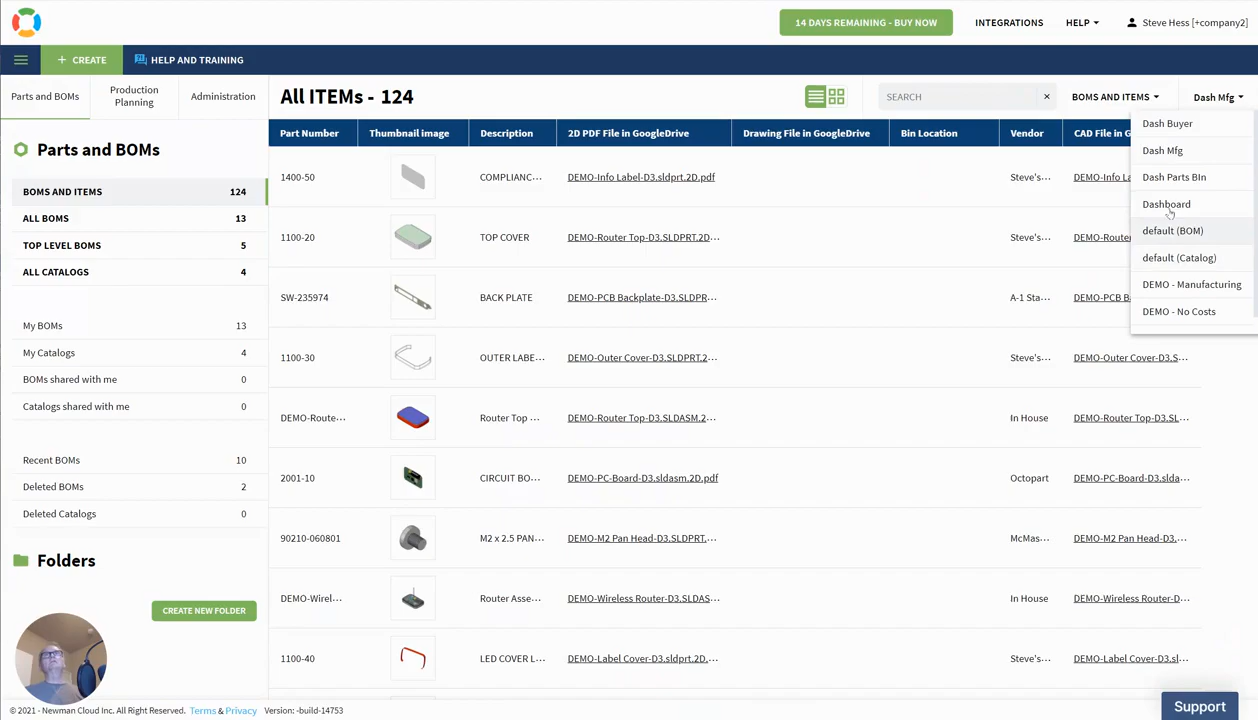 14 DAYS REMAINING - BUY NOW
INTEGRATIONS
HELP
Steve Hess [+company2]
+ CREATE
HELP AND TRAINING
Parts and BOMs
Production Planning
Administration
All ITEMs - 124
SEARCH
×
BOMS AND ITEMS
Dash Mfg
Dash Buyer
Dash Mfg
Dash Parts BIn
Dashboard
default (BOM)
default (Catalog)
DEMO - Manufacturing
DEMO - No Costs
Parts and BOMs
BOMS AND ITEMS 124
ALL BOMS 13
TOP LEVEL BOMS 5
ALL CATALOGS 4
My BOMs 13
My Catalogs 4
BOMs shared with me 0
Catalogs shared with me 0
Recent BOMs 10
Deleted BOMs 2
Deleted Catalogs 0
Folders
CREATE NEW FOLDER
Part Number Thumbnail image Description 2D PDF File in GoogleDrive Drawing File in GoogleDrive Bin Location Vendor CAD File in G
1400-50 COMPLIANC... DEMO-Info Label-D3.sldprt.2D.pdf Steve's... DEMO-Info La
1100-20 TOP COVER DEMO-Router Top-D3.SLDPRT.2D... Steve's... DEMO-Router
SW-235974 BACK PLATE DEMO-PCB Backplate-D3.SLDPR... A-1 Sta... DEMO-PCB B
1100-30 OUTER LABE... DEMO-Outer Cover-D3.SLDPRT.2... Steve's... DEMO-Outer Cover-D3.S...
DEMO-Route... Router Top ... DEMO-Router Top-D3.SLDASM.2... In House DEMO-Router Top-D3.SL...
2001-10 CIRCUIT BO... DEMO-PC-Board-D3.sldasm.2D.pdf Octopart DEMO-PC-Board-D3.slda...
90210-060801 M2 x 2.5 PAN... DEMO-M2 Pan Head-D3.SLDPRT.... McMas... DEMO-M2 Pan Head-D3....
DEMO-Wirel... Router Asse... DEMO-Wireless Router-D3.SLDAS... In House DEMO-Wireless Router-D...
1100-40 LED COVER L... DEMO-Label Cover-D3.sldprt.2D.... Steve's... DEMO-Label Cover-D3.sl...
© 2021 - Newman Cloud Inc. All Right Reserved. Terms & Privacy Version: -build-14753
Support